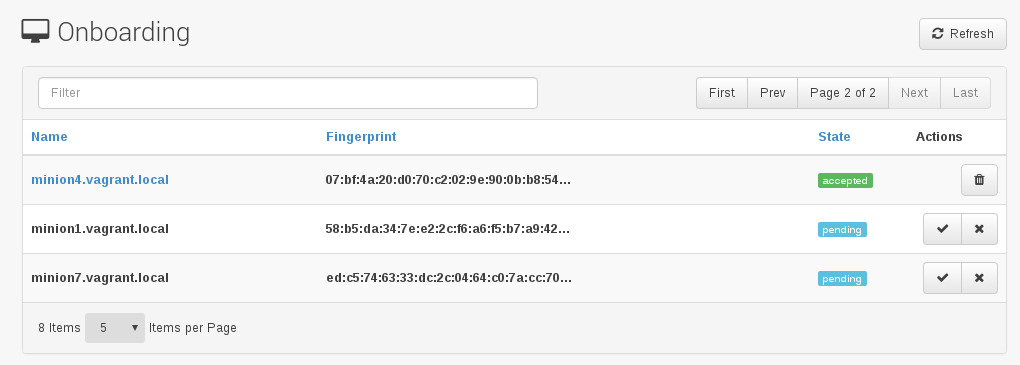 Onboarding
Refresh
Filter
First Prev Page 2 of 2 Next Last
Name Fingerprint State Actions
minion4.vagrant.local 07:bf:4a:20:d0:70:c2:02:9e:90:0b:b8:54... accepted
minion1.vagrant.local 58:b5:da:34:7e:e2:2c:f6:a6:f5:b7:a9:42... pending
minion7.vagrant.local ed:c5:74:63:33:dc:2c:04:64:c0:7a:cc:70... pending
8 Items 5 Items per Page